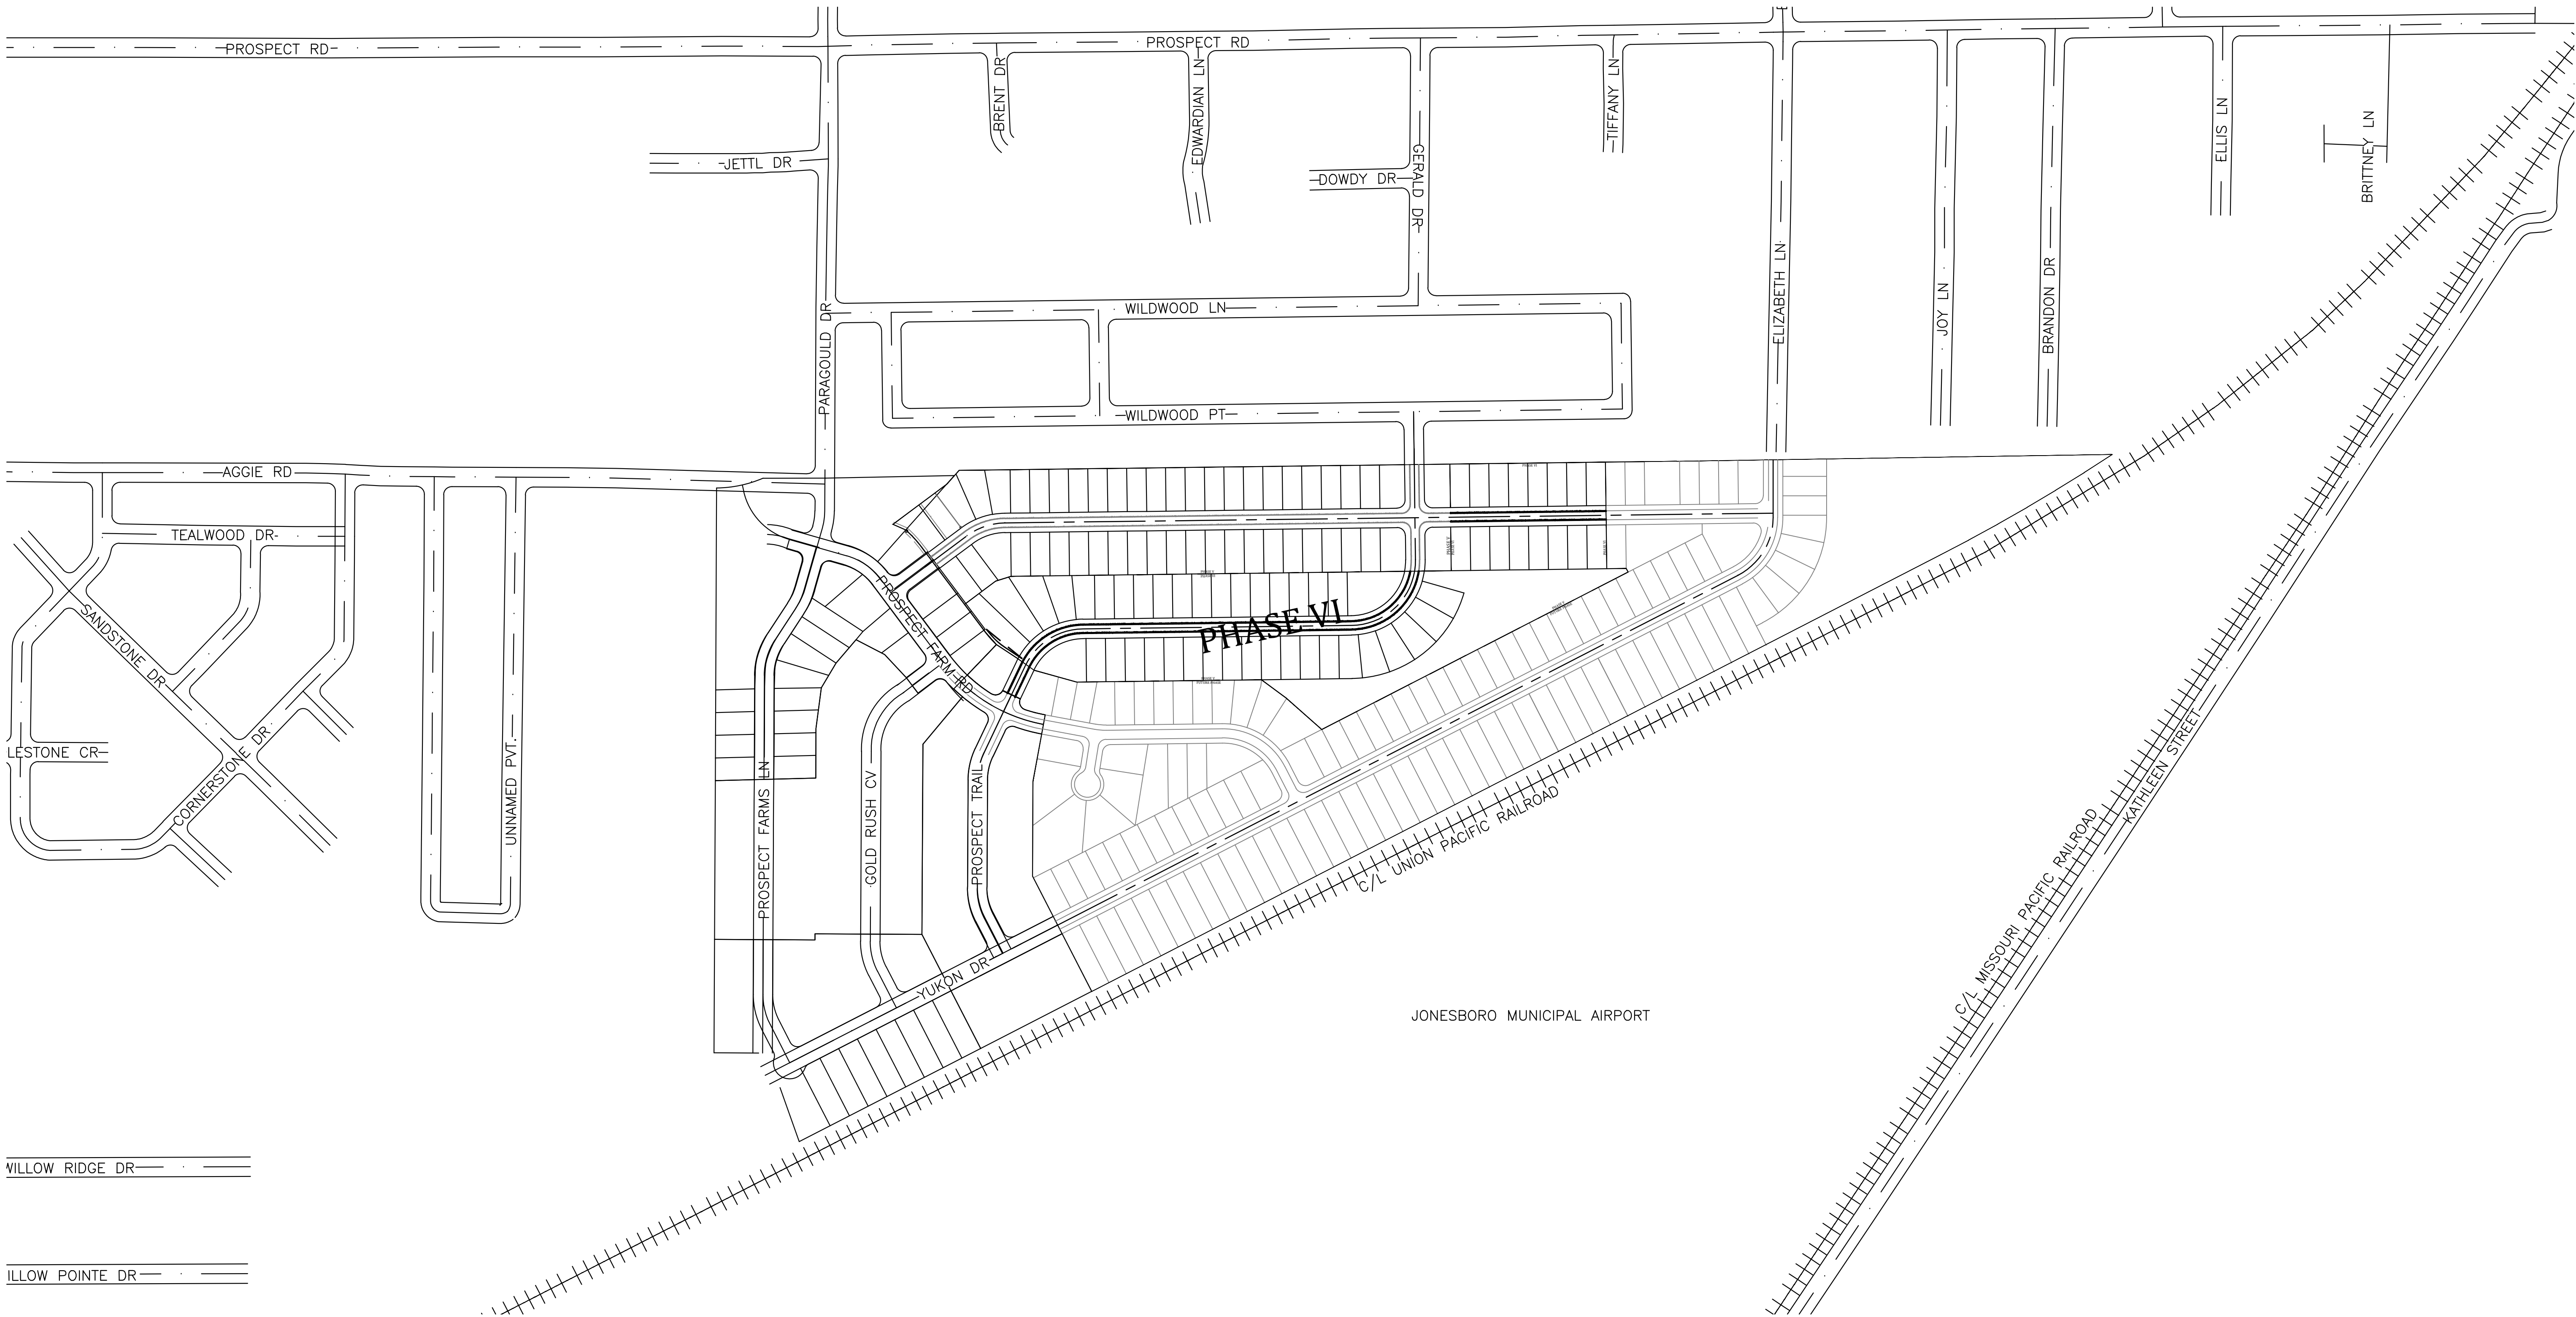 PROSPECT RD
PROSPECT RD
BRENT DR
EDWARDIAN LN
TIFFANY LN
ELLIS LN
BRITTNEY LN
JETTL DR
DOWDY DR
GERALD DR
ELIZABETH LN
JOY LN
BRANDON DR
PARAGOULD DR
WILDWOOD LN
WILDWOOD PT
AGGIE RD
TEALWOOD DR
SANDSTONE DR
PROSPECT FARM RD
PHASE VI
LESTONE CR
CORNERSTONE DR
UNNAMED PVT.
PROSPECT FARMS LN
GOLD RUSH CV
PROSPECT TRAIL
YUKON DR
C/L UNION PACIFIC RAILROAD
KATHLEEN STREET
C/L MISSOURI PACIFIC RAILROAD
JONESBORO MUNICIPAL AIRPORT
WILLOW RIDGE DR
ILLOW POINTE DR